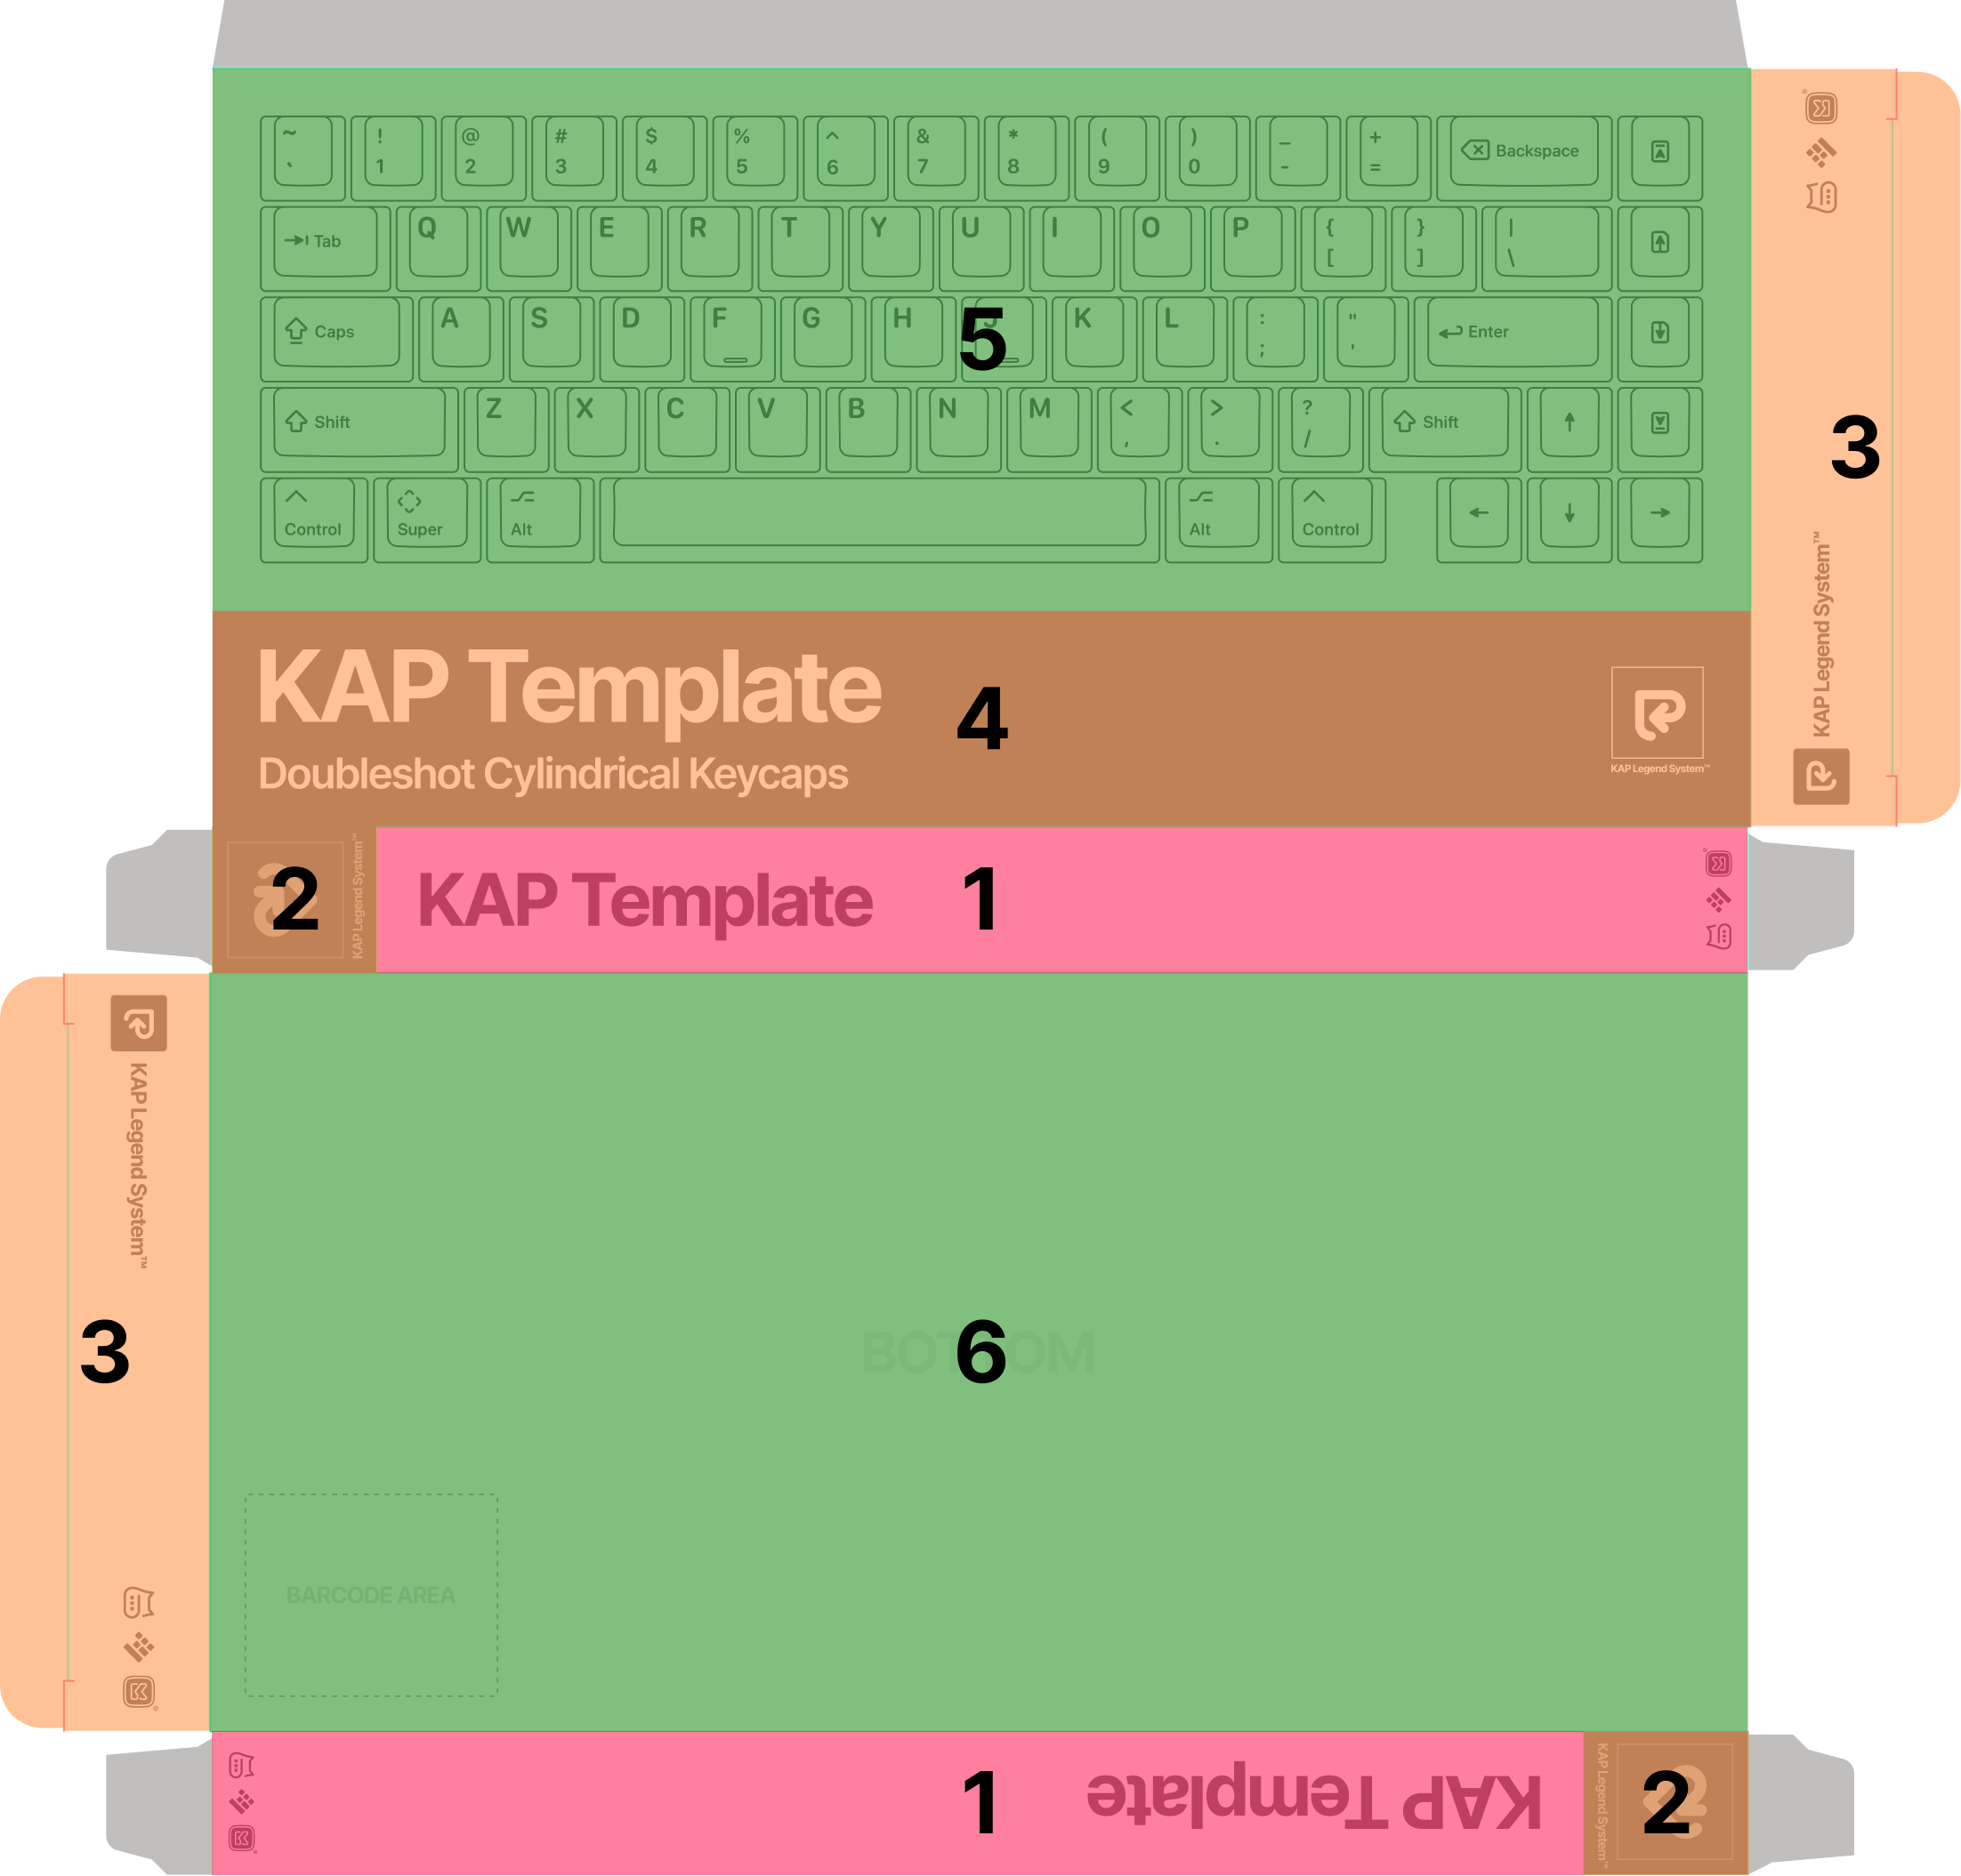 ~ ! @ # $ % ^ & * ( ) _ +
` 1 2 3 4 5 6 7 8 9 0 - = Backspace
Tab Q W E R T Y U I O P { [ } ] | \
Caps A S D F G H J K L : ; " ' Enter
5
Shift Z X C V B N M < , > . ? / Shift
Control Super Alt Alt Control
3
KAP Legend System™
KAP Template
Doubleshot Cylindrical Keycaps
4
KAP Legend System™
2
KAP Legend System™
KAP Template
1
KAP Legend System™
3
BOTTOM
6
BARCODE AREA
1
KAP Template
KAP Legend System™
2